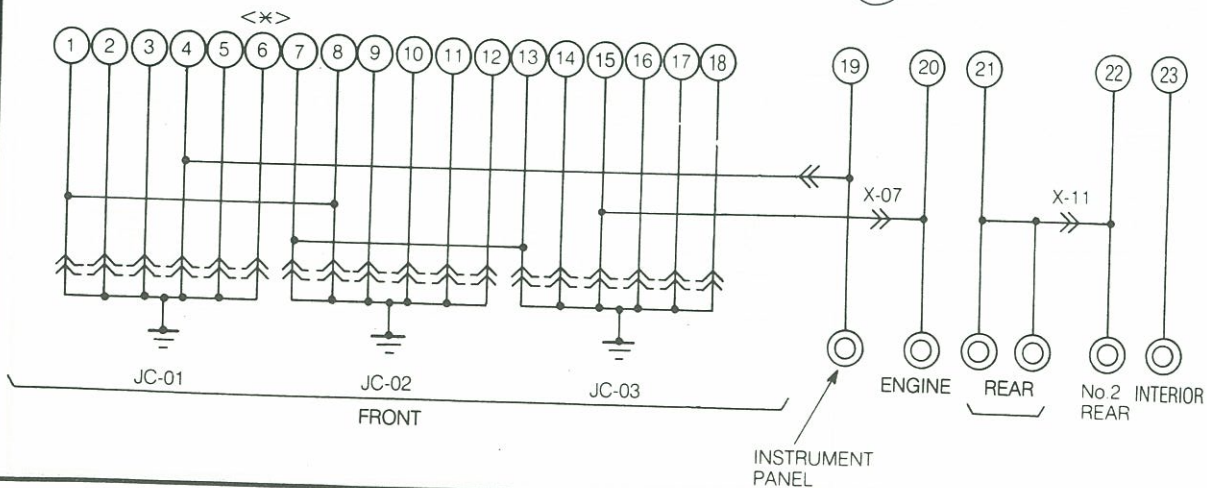 <*>
1 2 3 4 5 6 7 8 9 10 11 12 13 14 15 16 17 18 19 20 21 22 23
X-07 X-11
JC-01 JC-02 JC-03
FRONT
INSTRUMENT
PANEL
ENGINE
REAR
No.2
REAR
INTERIOR